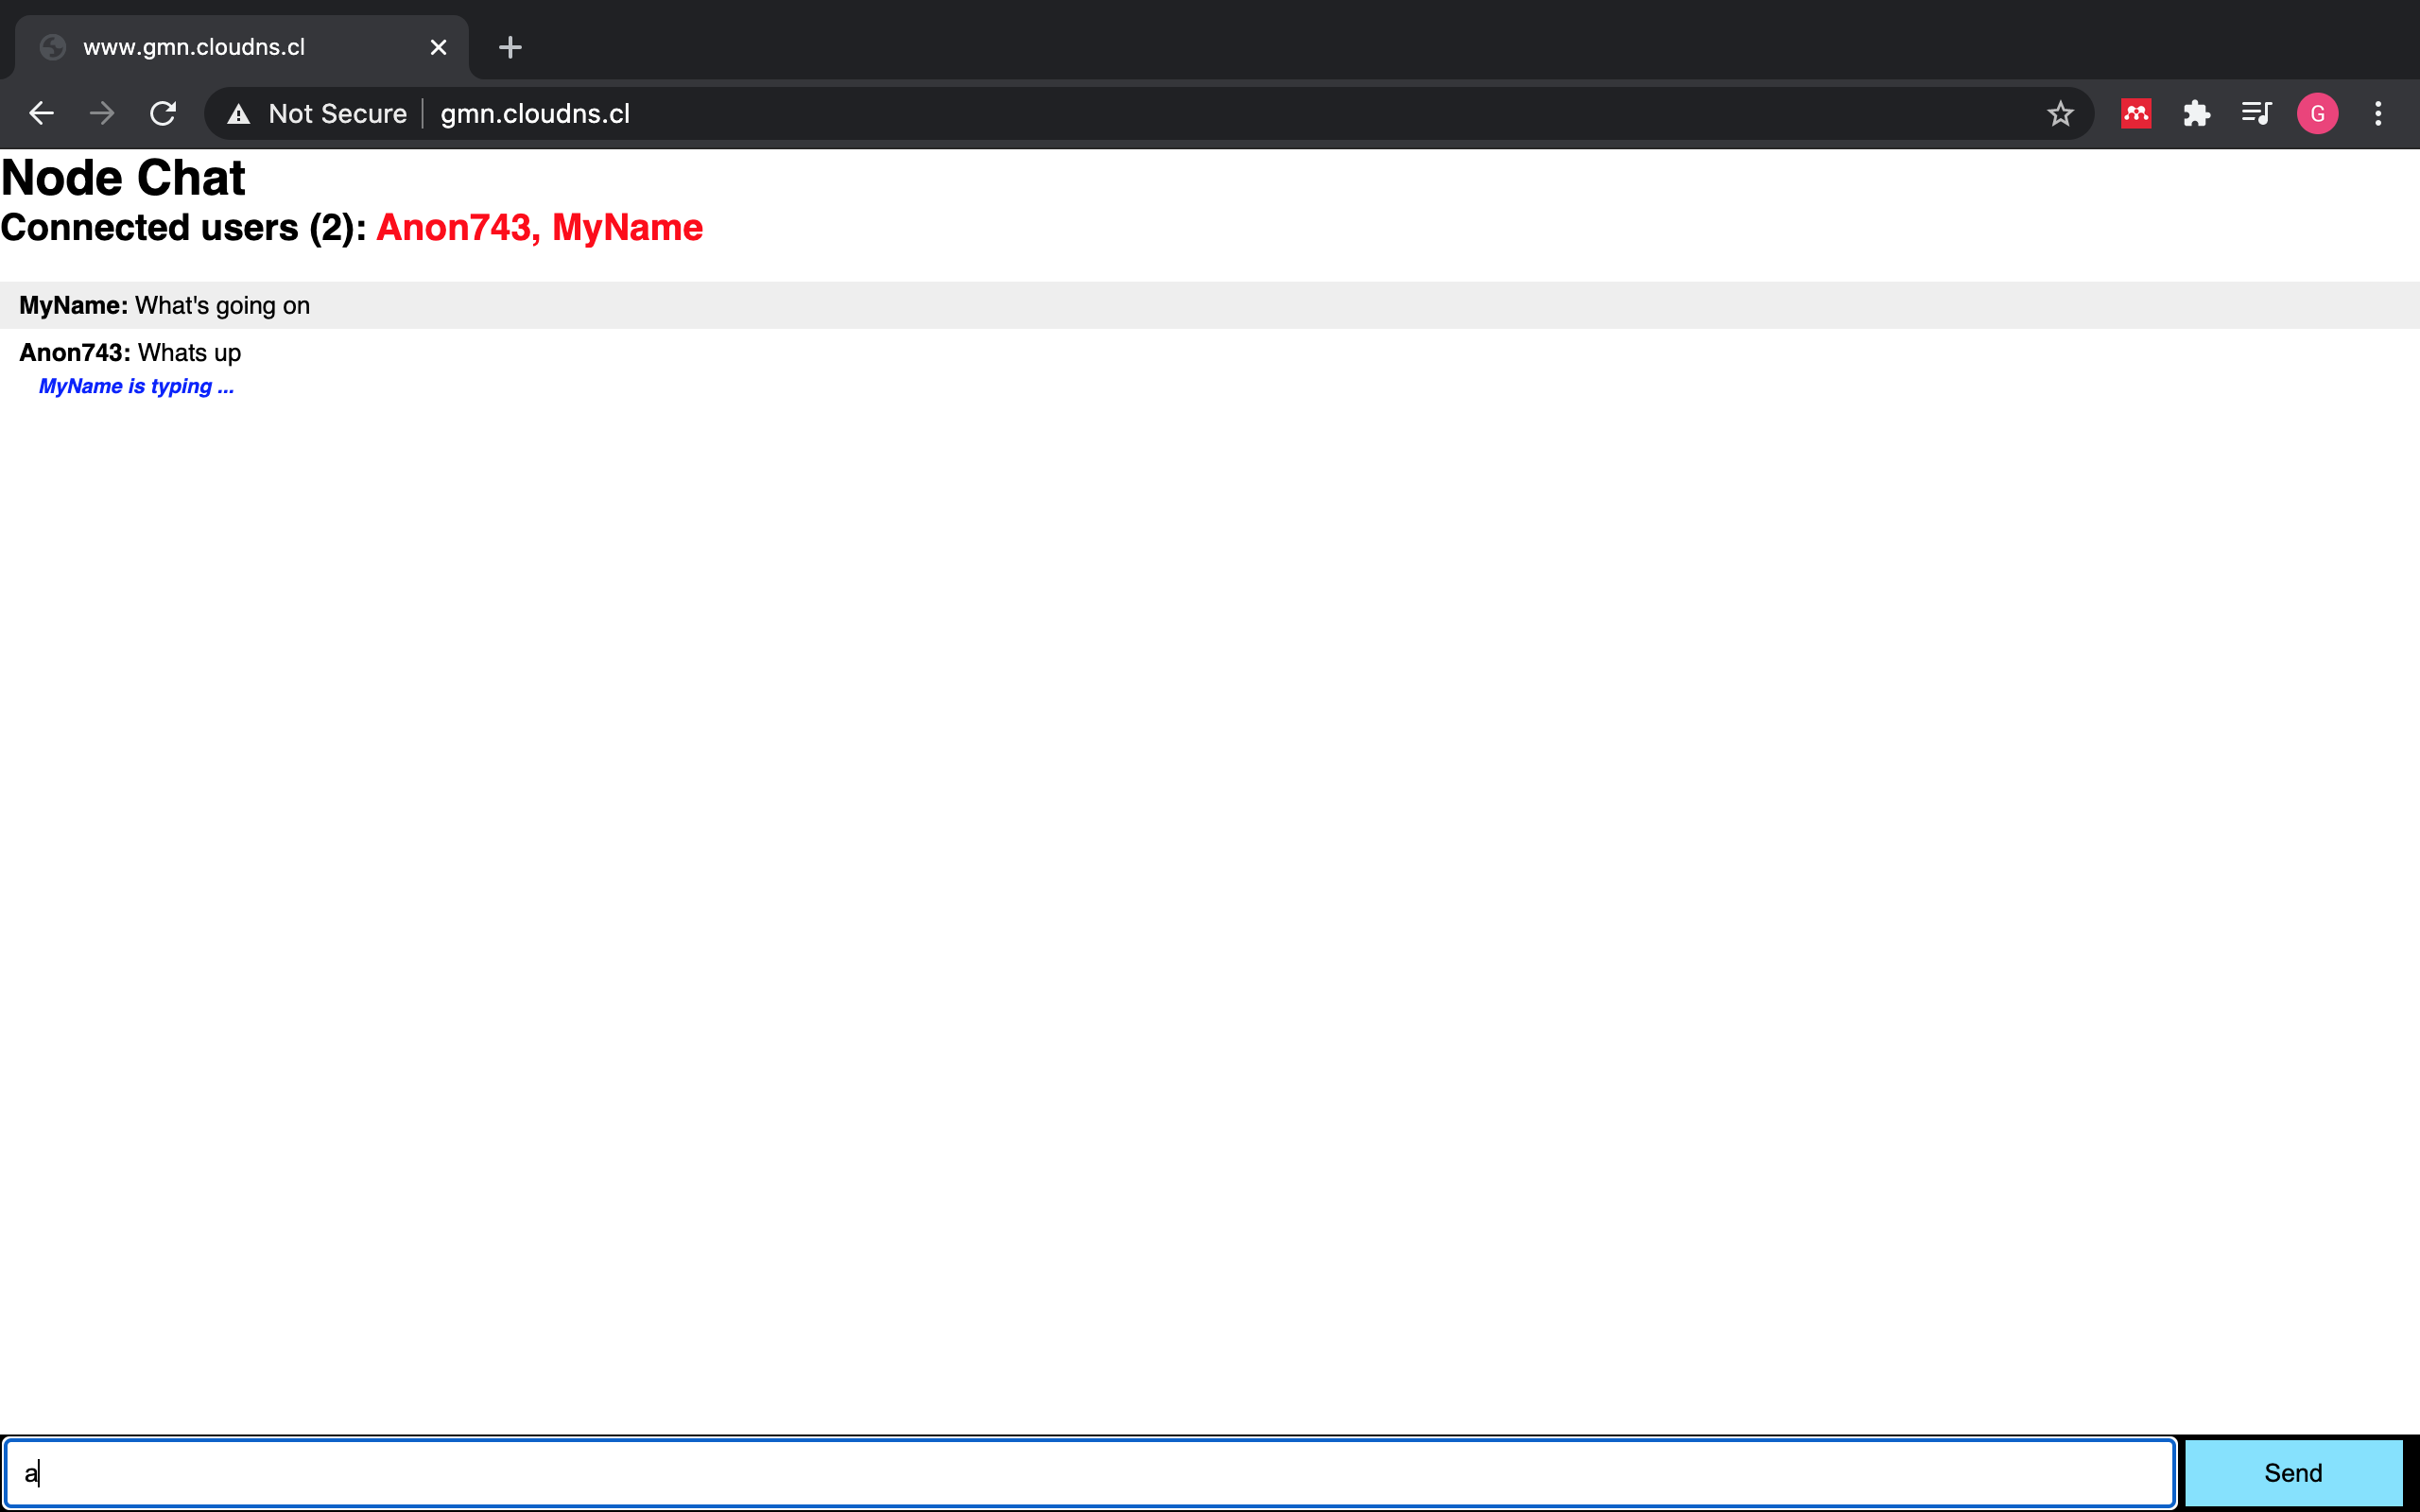 www.gmn.cloudns.cl
Not Secure gmn.cloudns.cl
G
Node Chat
Connected users (2): Anon743, MyName
MyName: What's going on
Anon743: Whats up
MyName is typing ...
a
Send